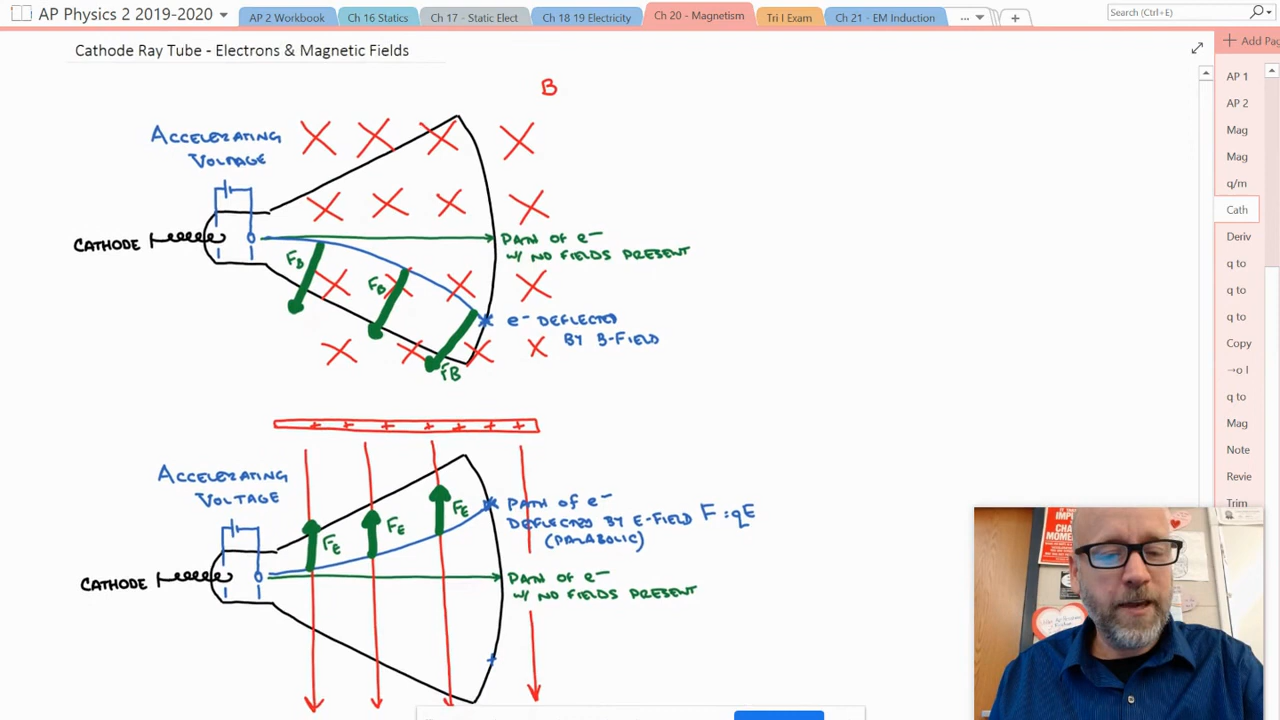 AP Physics 2 2019-2020
AP 2 Workbook
Ch 16 Statics
Ch 17 - Static Elect
Ch 18 19 Electricity
Ch 20 - Magnetism
Tri I Exam
Ch 21 - EM Induction
...
Search (Ctrl+E)
Cathode Ray Tube - Electrons & Magnetic Fields
Add Pag
AP 1
AP 2
Mag
Mag
q/m
Cath
Deriv
q to
q to
q to
Copy
→o l
q to
Mag
Note
Revie
Trim
B
ACCELERATING
VOLTAGE
CATHODE
PATH OF e-
W/ NO FIELDS PRESENT
FB
FB
FB
e- DEFLECTED
BY B-FIELD
+ + + + + + +
ACCELERATING
VOLTAGE
CATHODE
FE
FE
FE
PATH OF e-
DEFLECTED BY E-FIELD F=qE
(PARABOLIC)
PATH OF e-
W/ NO FIELDS PRESENT